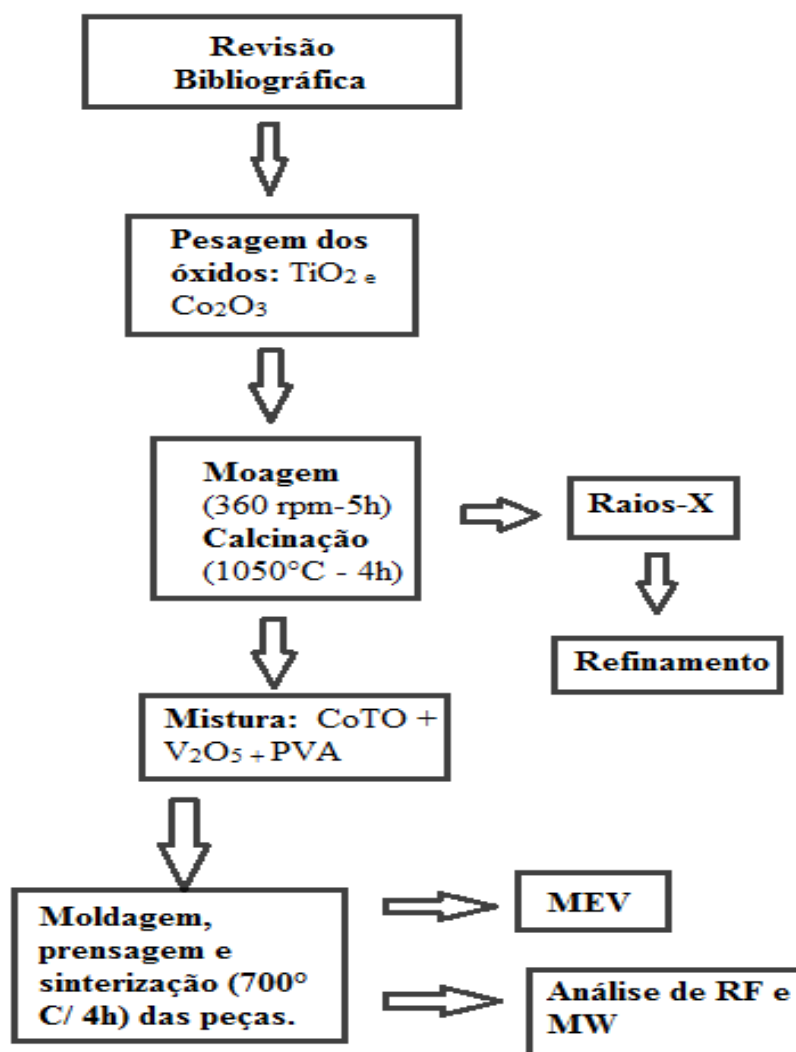 Revisão
Bibliográfica
Pesagem dos
óxidos: TiO₂ e
Co₂O₃
Moagem
(360 rpm-5h)
Calcinação
(1050°C - 4h)
Raios-X
Refinamento
Mistura: CoTO +
V₂O₅ + PVA
Moldagem,
prensagem e
sinterização (700°
C/ 4h) das peças.
MEV
Análise de RF e
MW